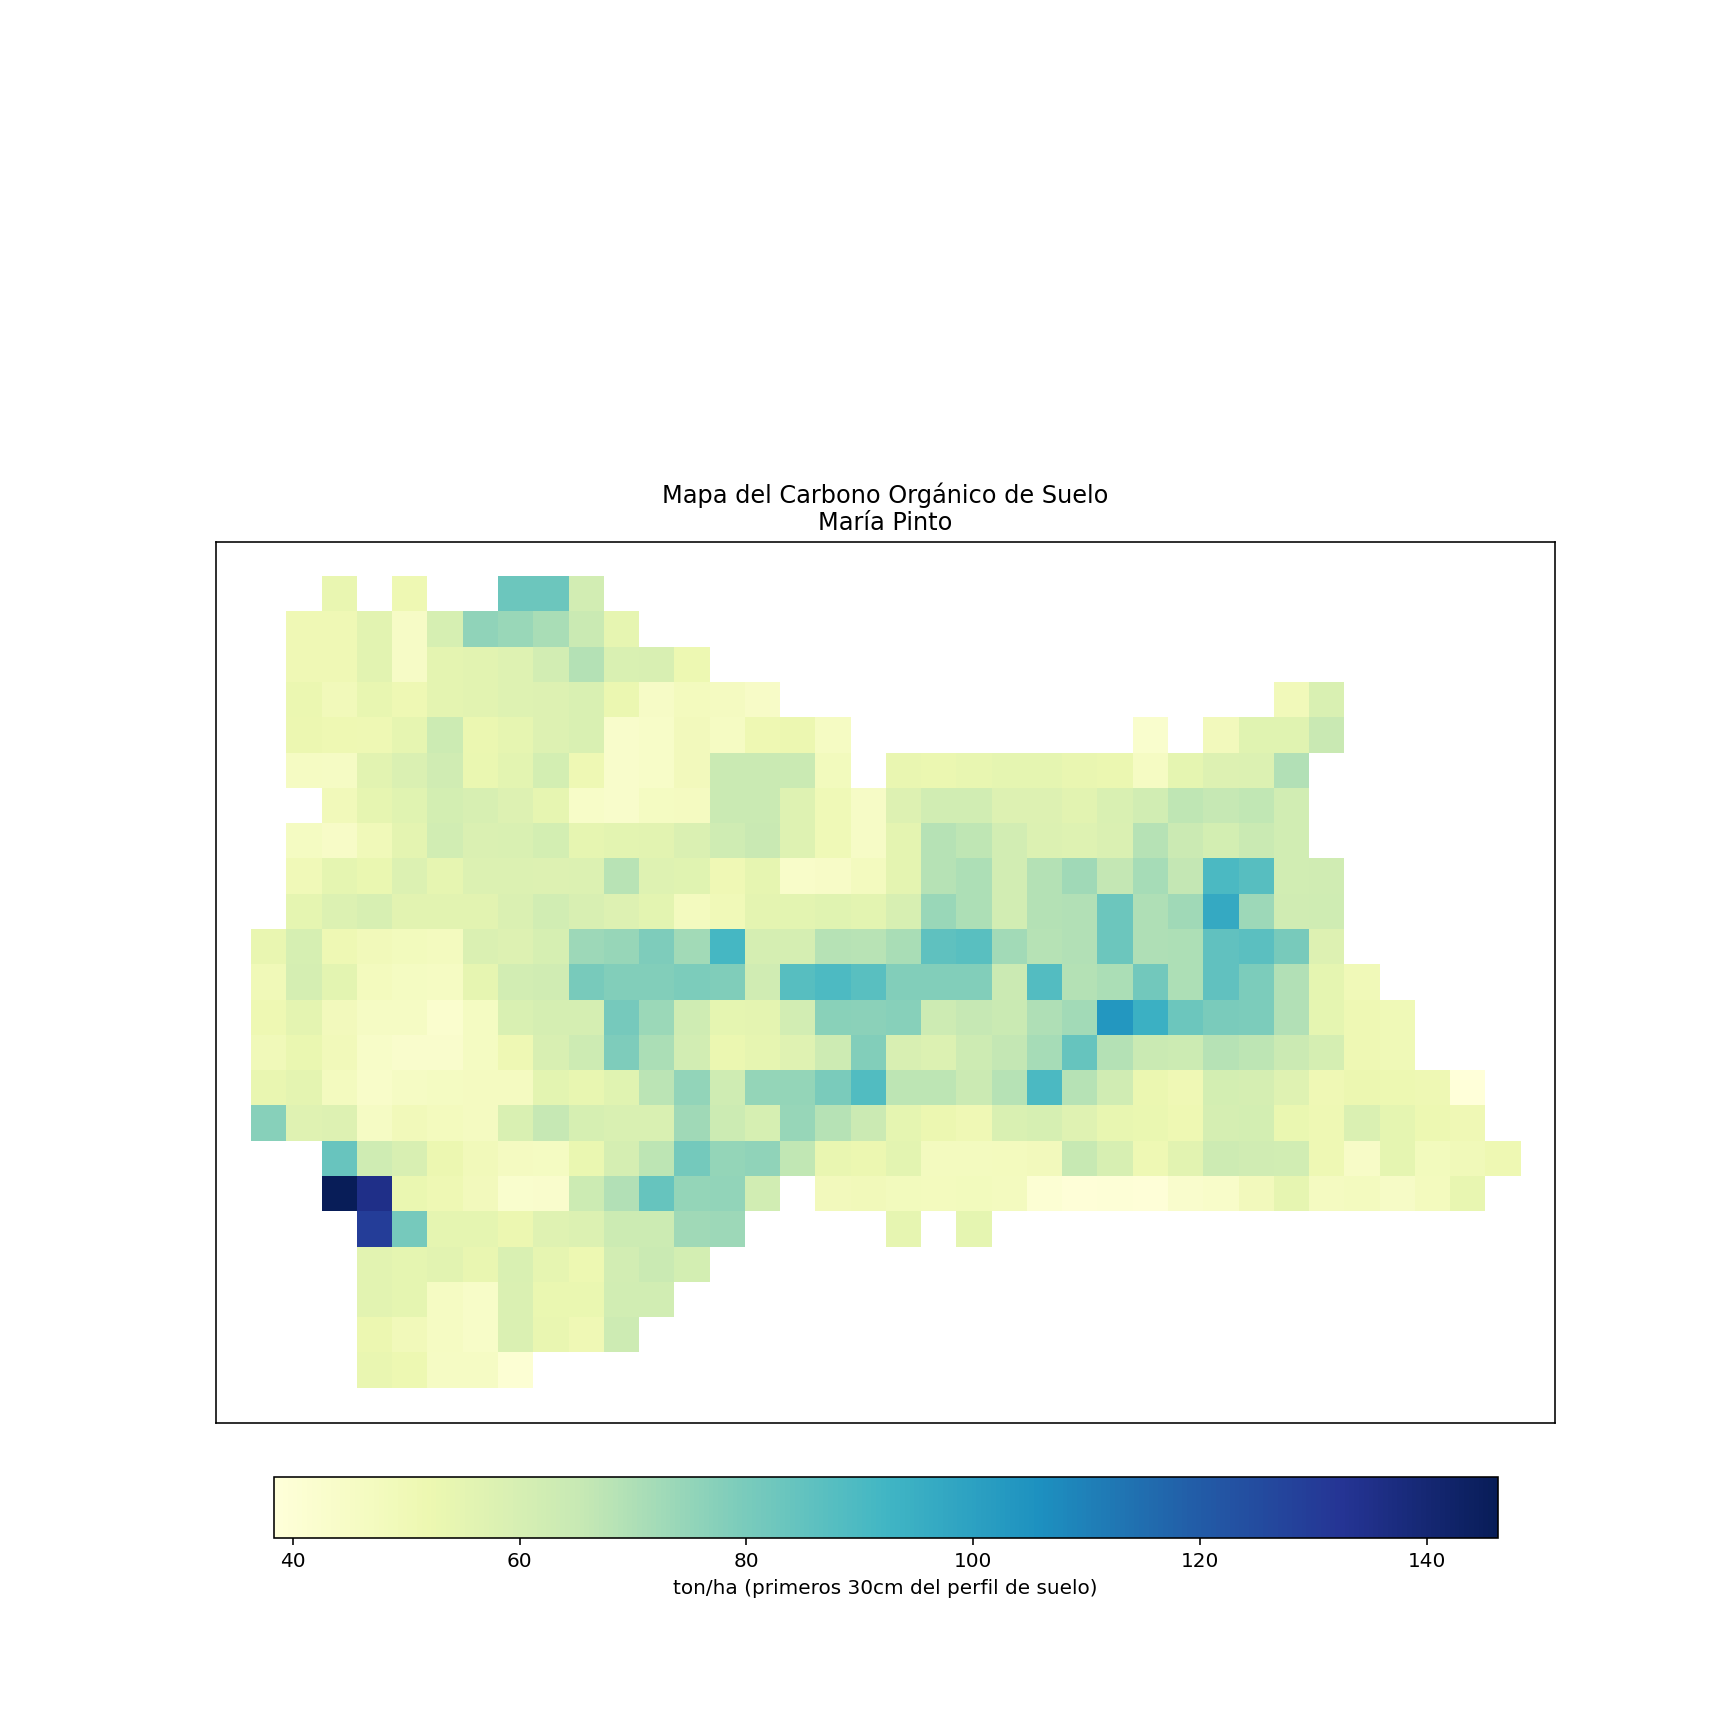 Mapa del Carbono Orgánico de Suelo
María Pinto
40 60 80 100 120 140
ton/ha (primeros 30cm del perfil de suelo)